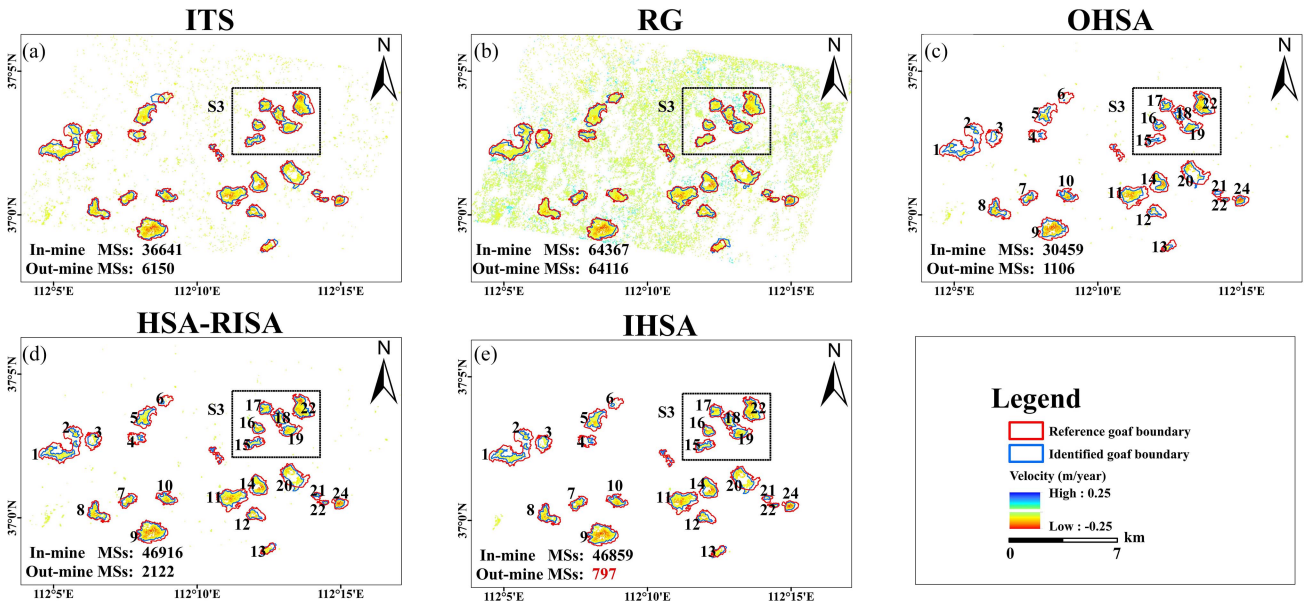 ITS
(a)
N
S3
37°5'N
37°0'N
In-mine MSs: 36641
Out-mine MSs: 6150
112°5'E 112°10'E 112°15'E
RG
(b)
N
S3
37°5'N
37°0'N
In-mine MSs: 64367
Out-mine MSs: 64116
112°5'E 112°10'E 112°15'E
OHSA
(c)
N
S3
37°5'N
37°0'N
6
5
4
2
3
1
17
18
22
16
15
19
7
10
8
9
11
14
12
13
20
21
22
24
In-mine MSs: 30459
Out-mine MSs: 1106
112°5'E 112°10'E 112°15'E
HSA-RISA
(d)
N
S3
37°5'N
37°0'N
6
5
4
2
3
1
17
18
22
16
15
19
7
10
8
9
11
14
12
13
20
21
22
24
In-mine MSs: 46916
Out-mine MSs: 2122
112°5'E 112°10'E 112°15'E
IHSA
(e)
N
S3
37°5'N
37°0'N
6
5
4
2
3
1
17
18
22
16
15
19
7
10
8
9
11
14
12
13
20
21
22
24
In-mine MSs: 46859
Out-mine MSs: 797
112°5'E 112°10'E 112°15'E
Legend
Reference goaf boundary
Identified goaf boundary
Velocity (m/year)
High : 0.25
Low : -0.25
km
0 7